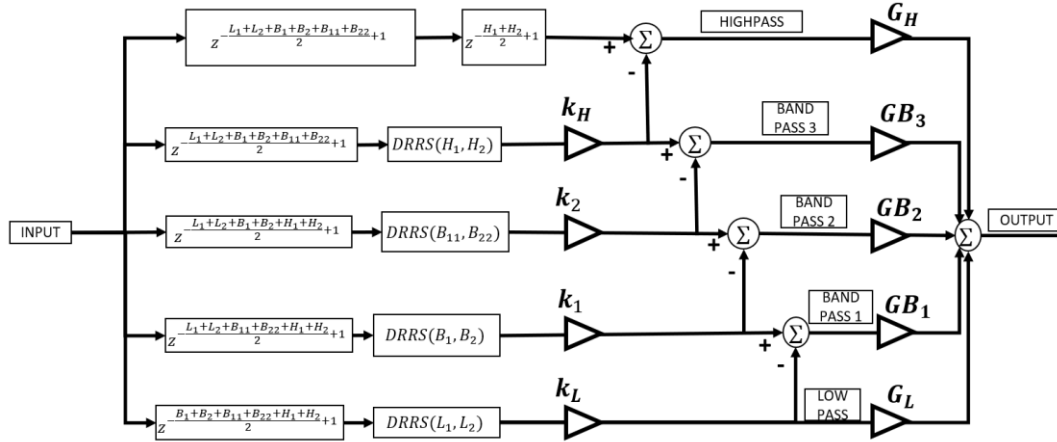 z^{-\frac{L_1+L_2+B_1+B_2+B_{11}+B_{22}}{2}+1} z^{-\frac{H_1+H_2}{2}+1} + Σ HIGHPASS G_H
-
z^{-\frac{L_1+L_2+B_1+B_2+B_{11}+B_{22}}{2}+1} DRRS(H_1, H_2) k_H + Σ BAND PASS 3 GB_3
-
INPUT z^{-\frac{L_1+L_2+B_1+B_2+H_1+H_2}{2}+1} DRRS(B_{11}, B_{22}) k_2 + Σ BAND PASS 2 GB_2 Σ OUTPUT
-
z^{-\frac{L_1+L_2+B_{11}+B_{22}+H_1+H_2}{2}+1} DRRS(B_1, B_2) k_1 + Σ BAND PASS 1 GB_1
-
z^{-\frac{B_1+B_2+B_{11}+B_{22}+H_1+H_2}{2}+1} DRRS(L_1, L_2) k_L LOW PASS G_L